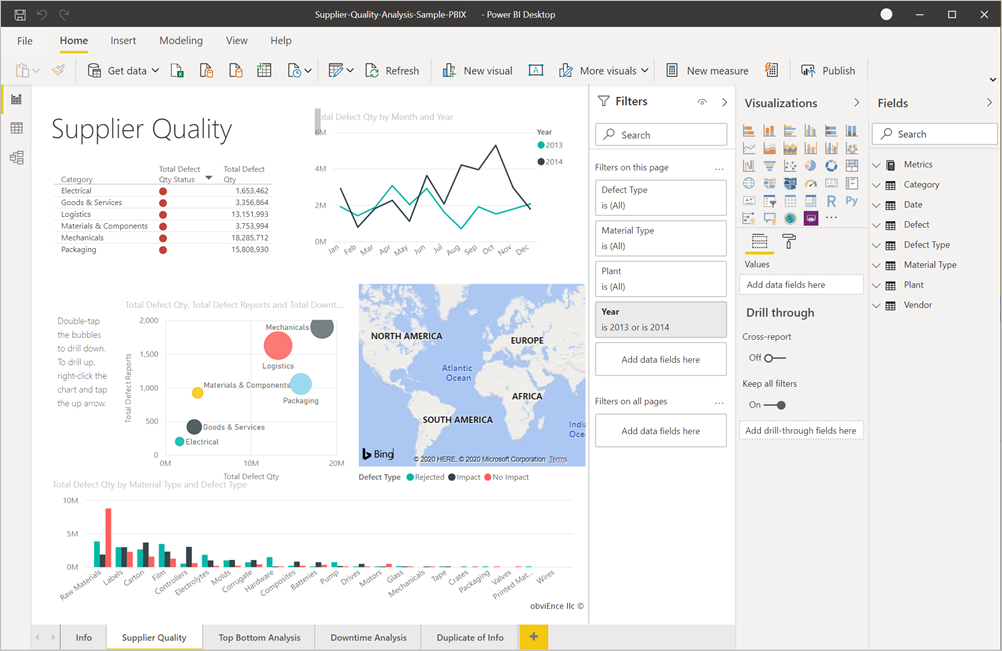 Supplier-Quality-Analysis-Sample-PBIX - Power BI Desktop
File Home Insert Modeling View Help
Get data Refresh New visual More visuals New measure Publish
Supplier Quality
Category Total Defect Qty Status Total Defect Qty
Electrical 1,653,462
Goods & Services 3,356,864
Logistics 13,151,993
Materials & Components 3,753,994
Mechanicals 18,285,712
Packaging 15,808,930
Total Defect Qty by Month and Year
6M
4M
2M
0M
Jan Feb Mar Apr May Jun Jul Aug Sep Oct Nov Dec
Year
2013
2014
Double-tap
the bubbles
to drill down.
To drill up,
right-click the
chart and tap
the up arrow.
Total Defect Qty, Total Defect Reports and Total Downt...
Total Defect Reports
2,000
1,500
1,000
500
0
Mechanicals
Logistics
Materials & Components
Packaging
Goods & Services
Electrical
0M 10M 20M
Total Defect Qty
NORTH AMERICA
EUROPE
Atlantic
Ocean
AFRICA
SOUTH AMERICA
Bing
© 2020 HERE, © 2020 Microsoft Corporation Terms
Defect Type Rejected Impact No Impact
Total Defect Qty by Material Type and Defect Type
10M
5M
0M
Raw Materials Labels Carton Film Controllers Electrolytes Molds Corrugate Hardware Composites Batteries Pump Drives Motors Glass Mechanicals Tape Crates Packaging Valves Printed Mat... Wires
obviEnce llc ©
Info Supplier Quality Top Bottom Analysis Downtime Analysis Duplicate of Info +
Filters
Search
Filters on this page ...
Defect Type
is (All)
Material Type
is (All)
Plant
is (All)
Year
is 2013 or is 2014
Add data fields here
Filters on all pages ...
Add data fields here
Visualizations
R Py
...
Values
Add data fields here
Drill through
Cross-report
Off
Keep all filters
On
Add drill-through fields here
Fields
Search
Metrics
Category
Date
Defect
Defect Type
Material Type
Plant
Vendor